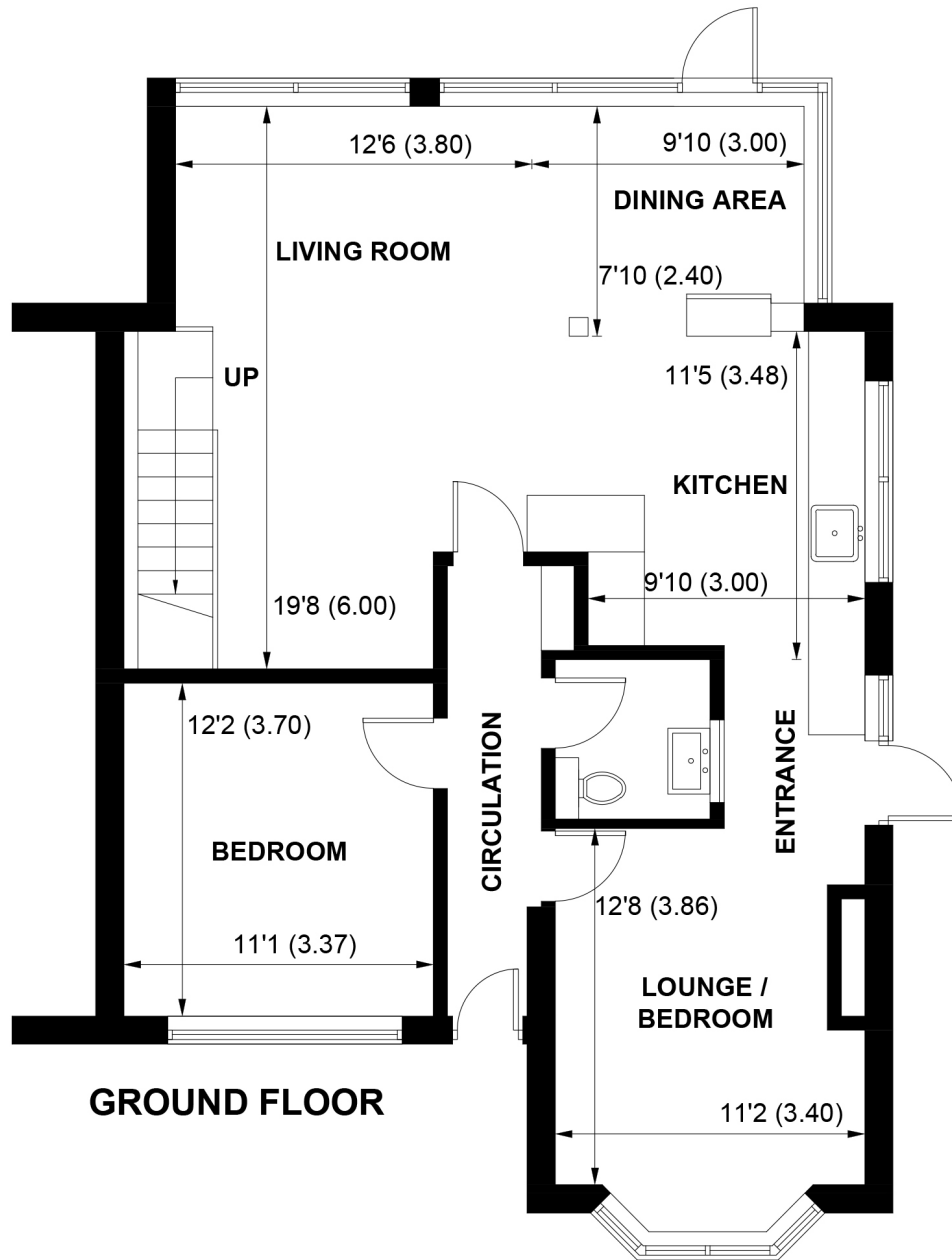 12'6 (3.80)
9'10 (3.00)
DINING AREA
LIVING ROOM
7'10 (2.40)
UP
11'5 (3.48)
KITCHEN
9'10 (3.00)
19'8 (6.00)
12'2 (3.70)
CIRCULATION
ENTRANCE
BEDROOM
12'8 (3.86)
11'1 (3.37)
LOUNGE /
BEDROOM
GROUND FLOOR
11'2 (3.40)